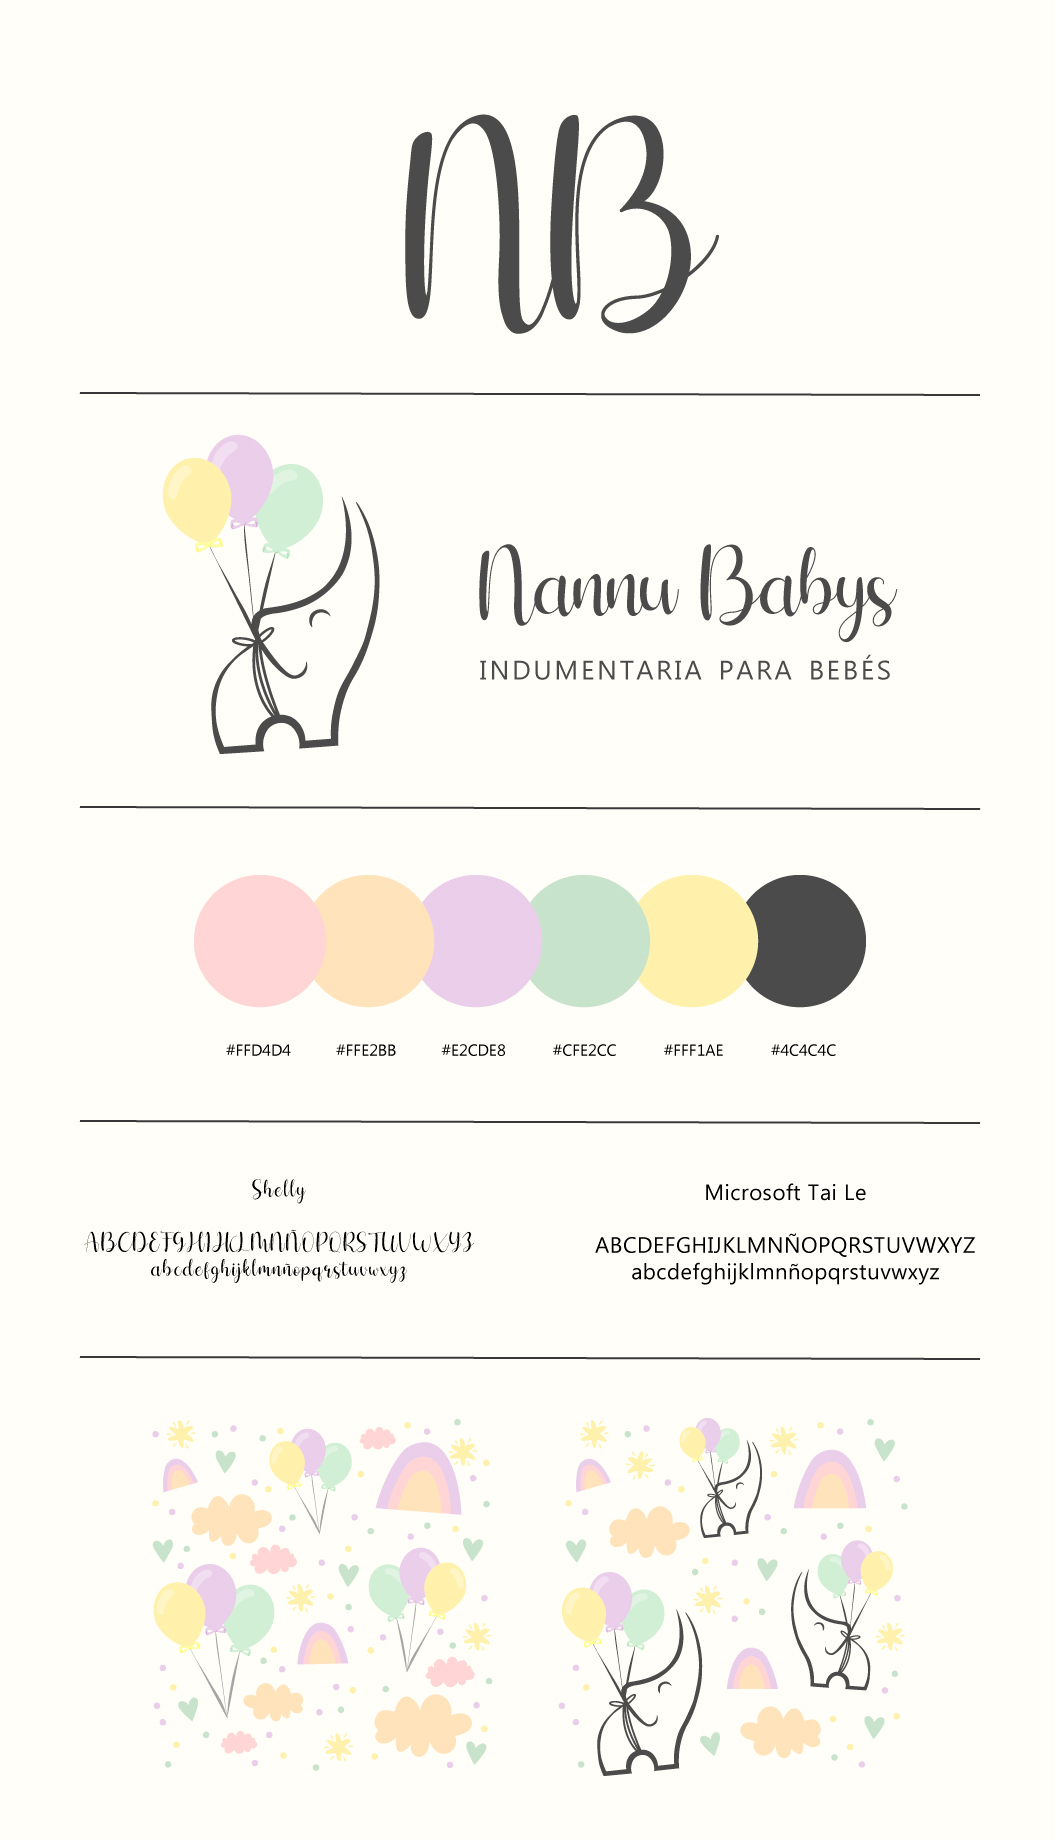 NB
Nannu Babys
INDUMENTARIA PARA BEBÉS
#FFD4D4 #FFE2BB #E2CDE8 #CFE2CC #FFF1AE #4C4C4C
Shelly
ABCDEFGHIJKLMNÑOPQRSTUVWXYZ
abcdefghijklmnñopqrstuvwxyz
Microsoft Tai Le
ABCDEFGHIJKLMNÑOPQRSTUVWXYZ
abcdefghijklmnñopqrstuvwxyz